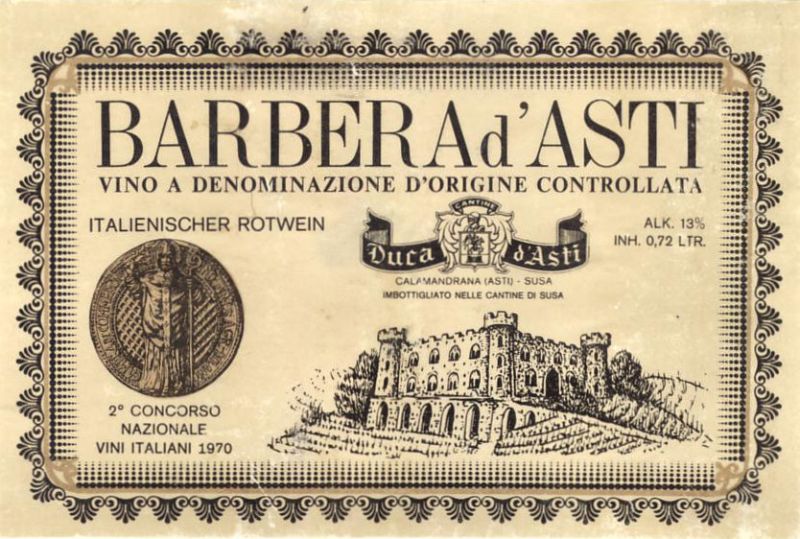 BARBERA d'ASTI
VINO A DENOMINAZIONE D'ORIGINE CONTROLLATA
ITALIENISCHER ROTWEIN
CANTINE
Duca d'Asti
CALAMANDRANA (ASTI) - SUSA
IMBOTTIGLIATO NELLE CANTINE DI SUSA
ALK. 13%
INH. 0,72 LTR.
2° CONCORSO
NAZIONALE
VINI ITALIANI 1970